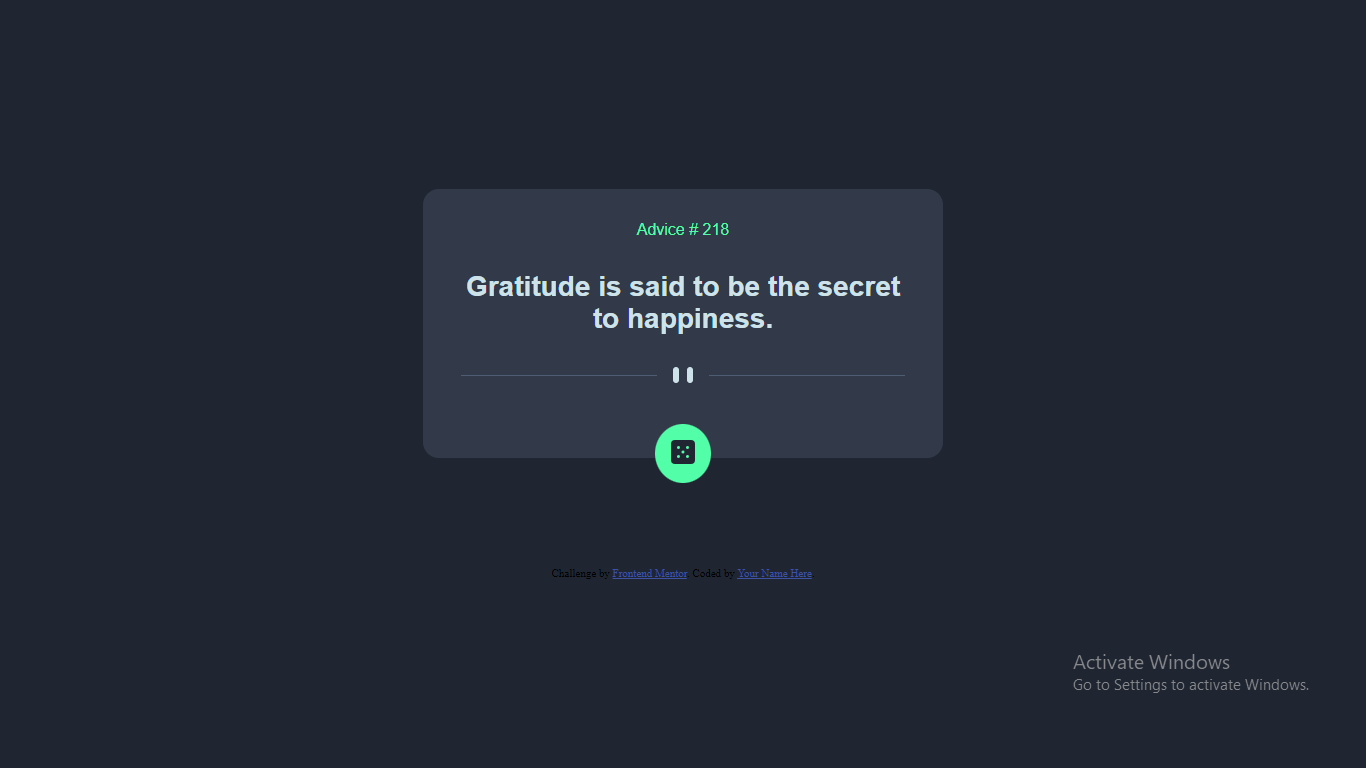 Advice # 218
Gratitude is said to be the secret
to happiness.
Challenge by Frontend Mentor. Coded by Your Name Here.
Activate Windows
Go to Settings to activate Windows.